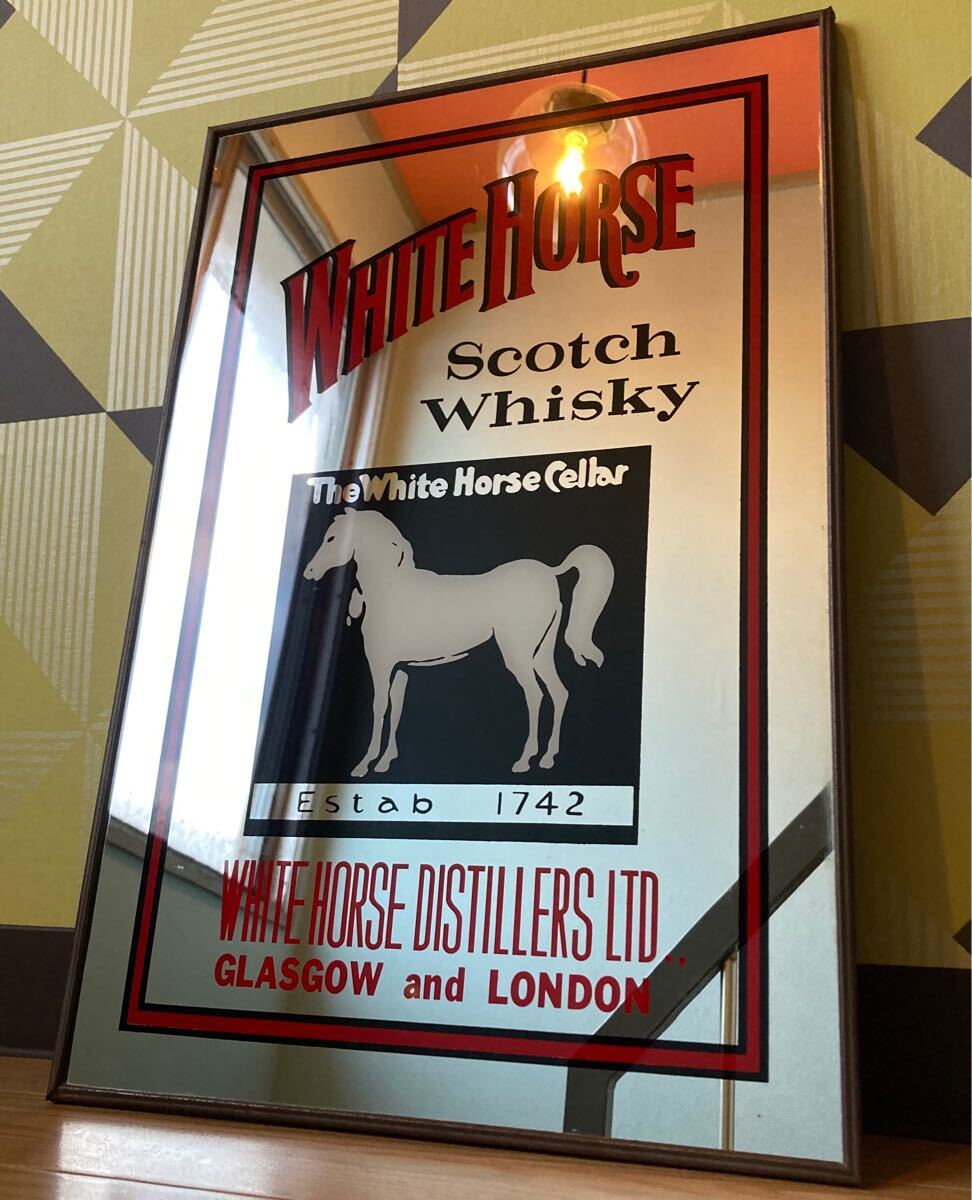 WHITE HORSE
Scotch
Whisky
The White Horse Cellar
Estab 1742
WHITE HORSE DISTILLERS LTD.,
GLASGOW and LONDON